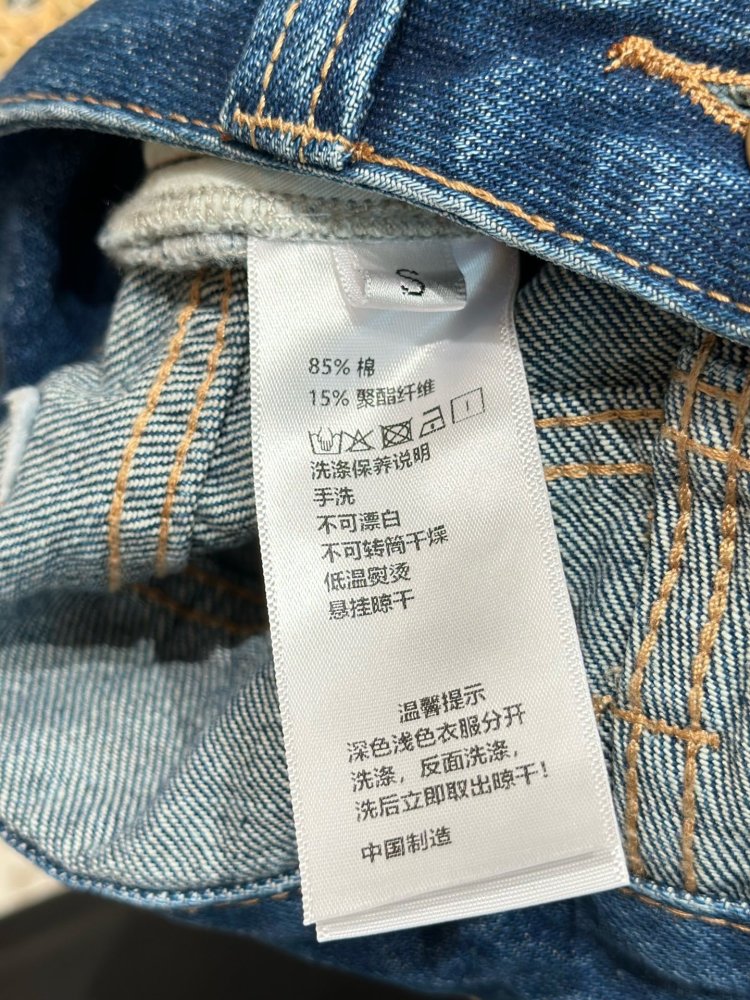 S
85% 棉
15% 聚酯纤维
洗涤保养说明
手洗
不可漂白
不可转筒干燥
低温熨烫
悬挂晾干
温馨提示
深色浅色衣服分开
洗涤，反面洗涤，
洗后立即取出晾干！
中国制造